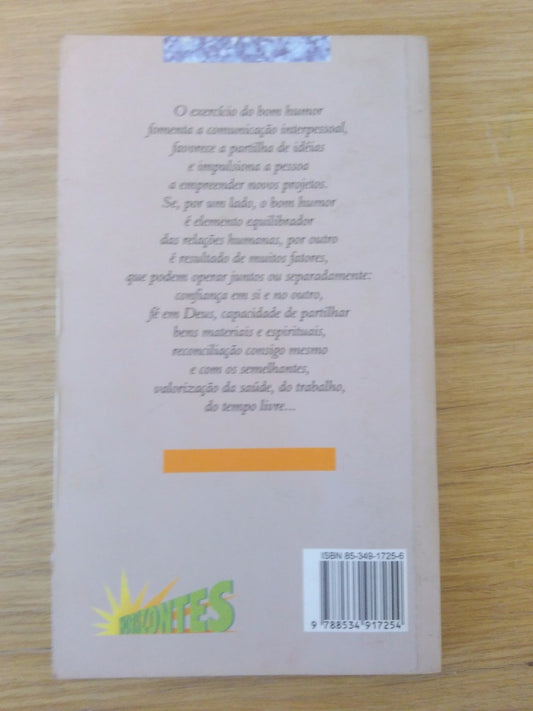 O exercício do bom humor
fomenta a comunicação interpessoal,
favorece a partilha de idéias
e impulsiona a pessoa
a empreender novos projetos.
Se, por um lado, o bom humor
é elemento equilibrador
das relações humanas, por outro
é resultado de muitos fatores,
que podem operar juntos ou separadamente:
confiança em si e no outro,
fé em Deus, capacidade de partilhar
bens materiais e espirituais,
reconciliação consigo mesmo
e com os semelhantes,
valorização da saúde, do trabalho,
do tempo livre...
ISBN 85-349-1725-6
HORIZONTES
9 788534 917254